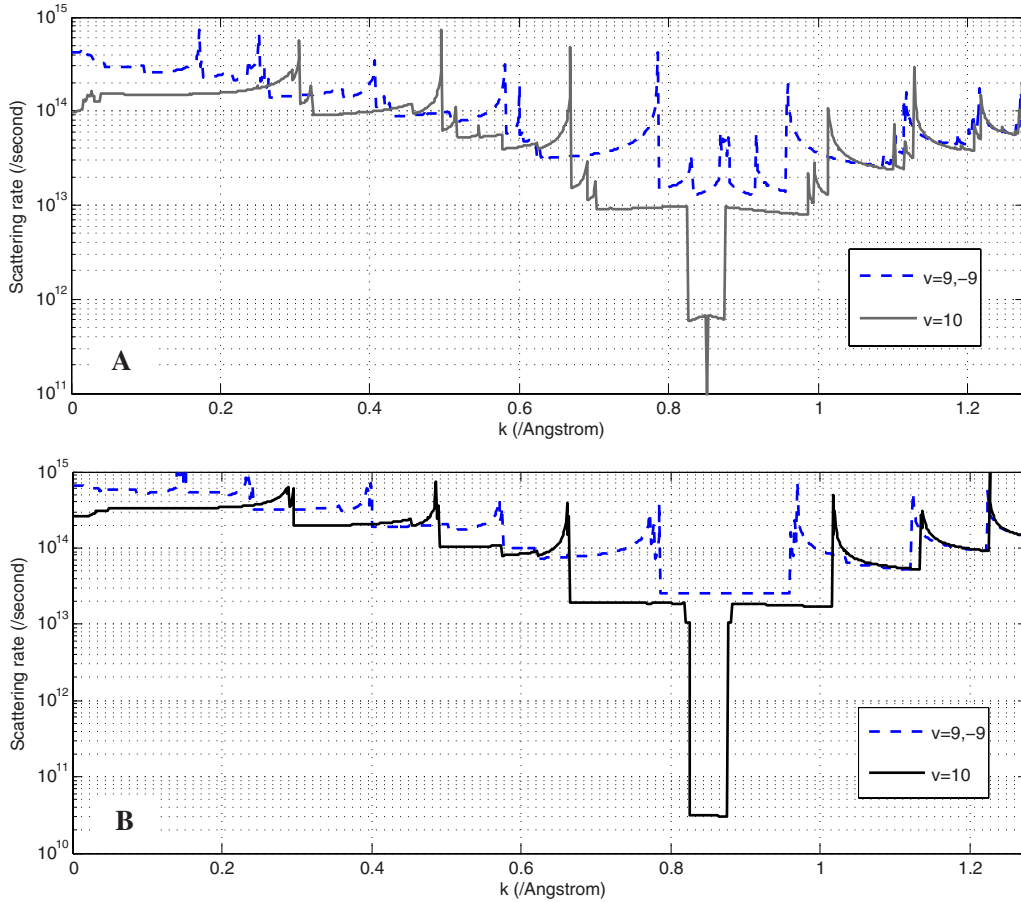 10^15
10^14
10^13
10^12
10^11
Scattering rate (/second)
v=9,−9
v=10
A
0 0.2 0.4 0.6 0.8 1 1.2
k (/Angstrom)
10^15
10^14
10^13
10^12
10^11
10^10
Scattering rate (/second)
v=9,−9
v=10
B
0 0.2 0.4 0.6 0.8 1 1.2
k (/Angstrom)